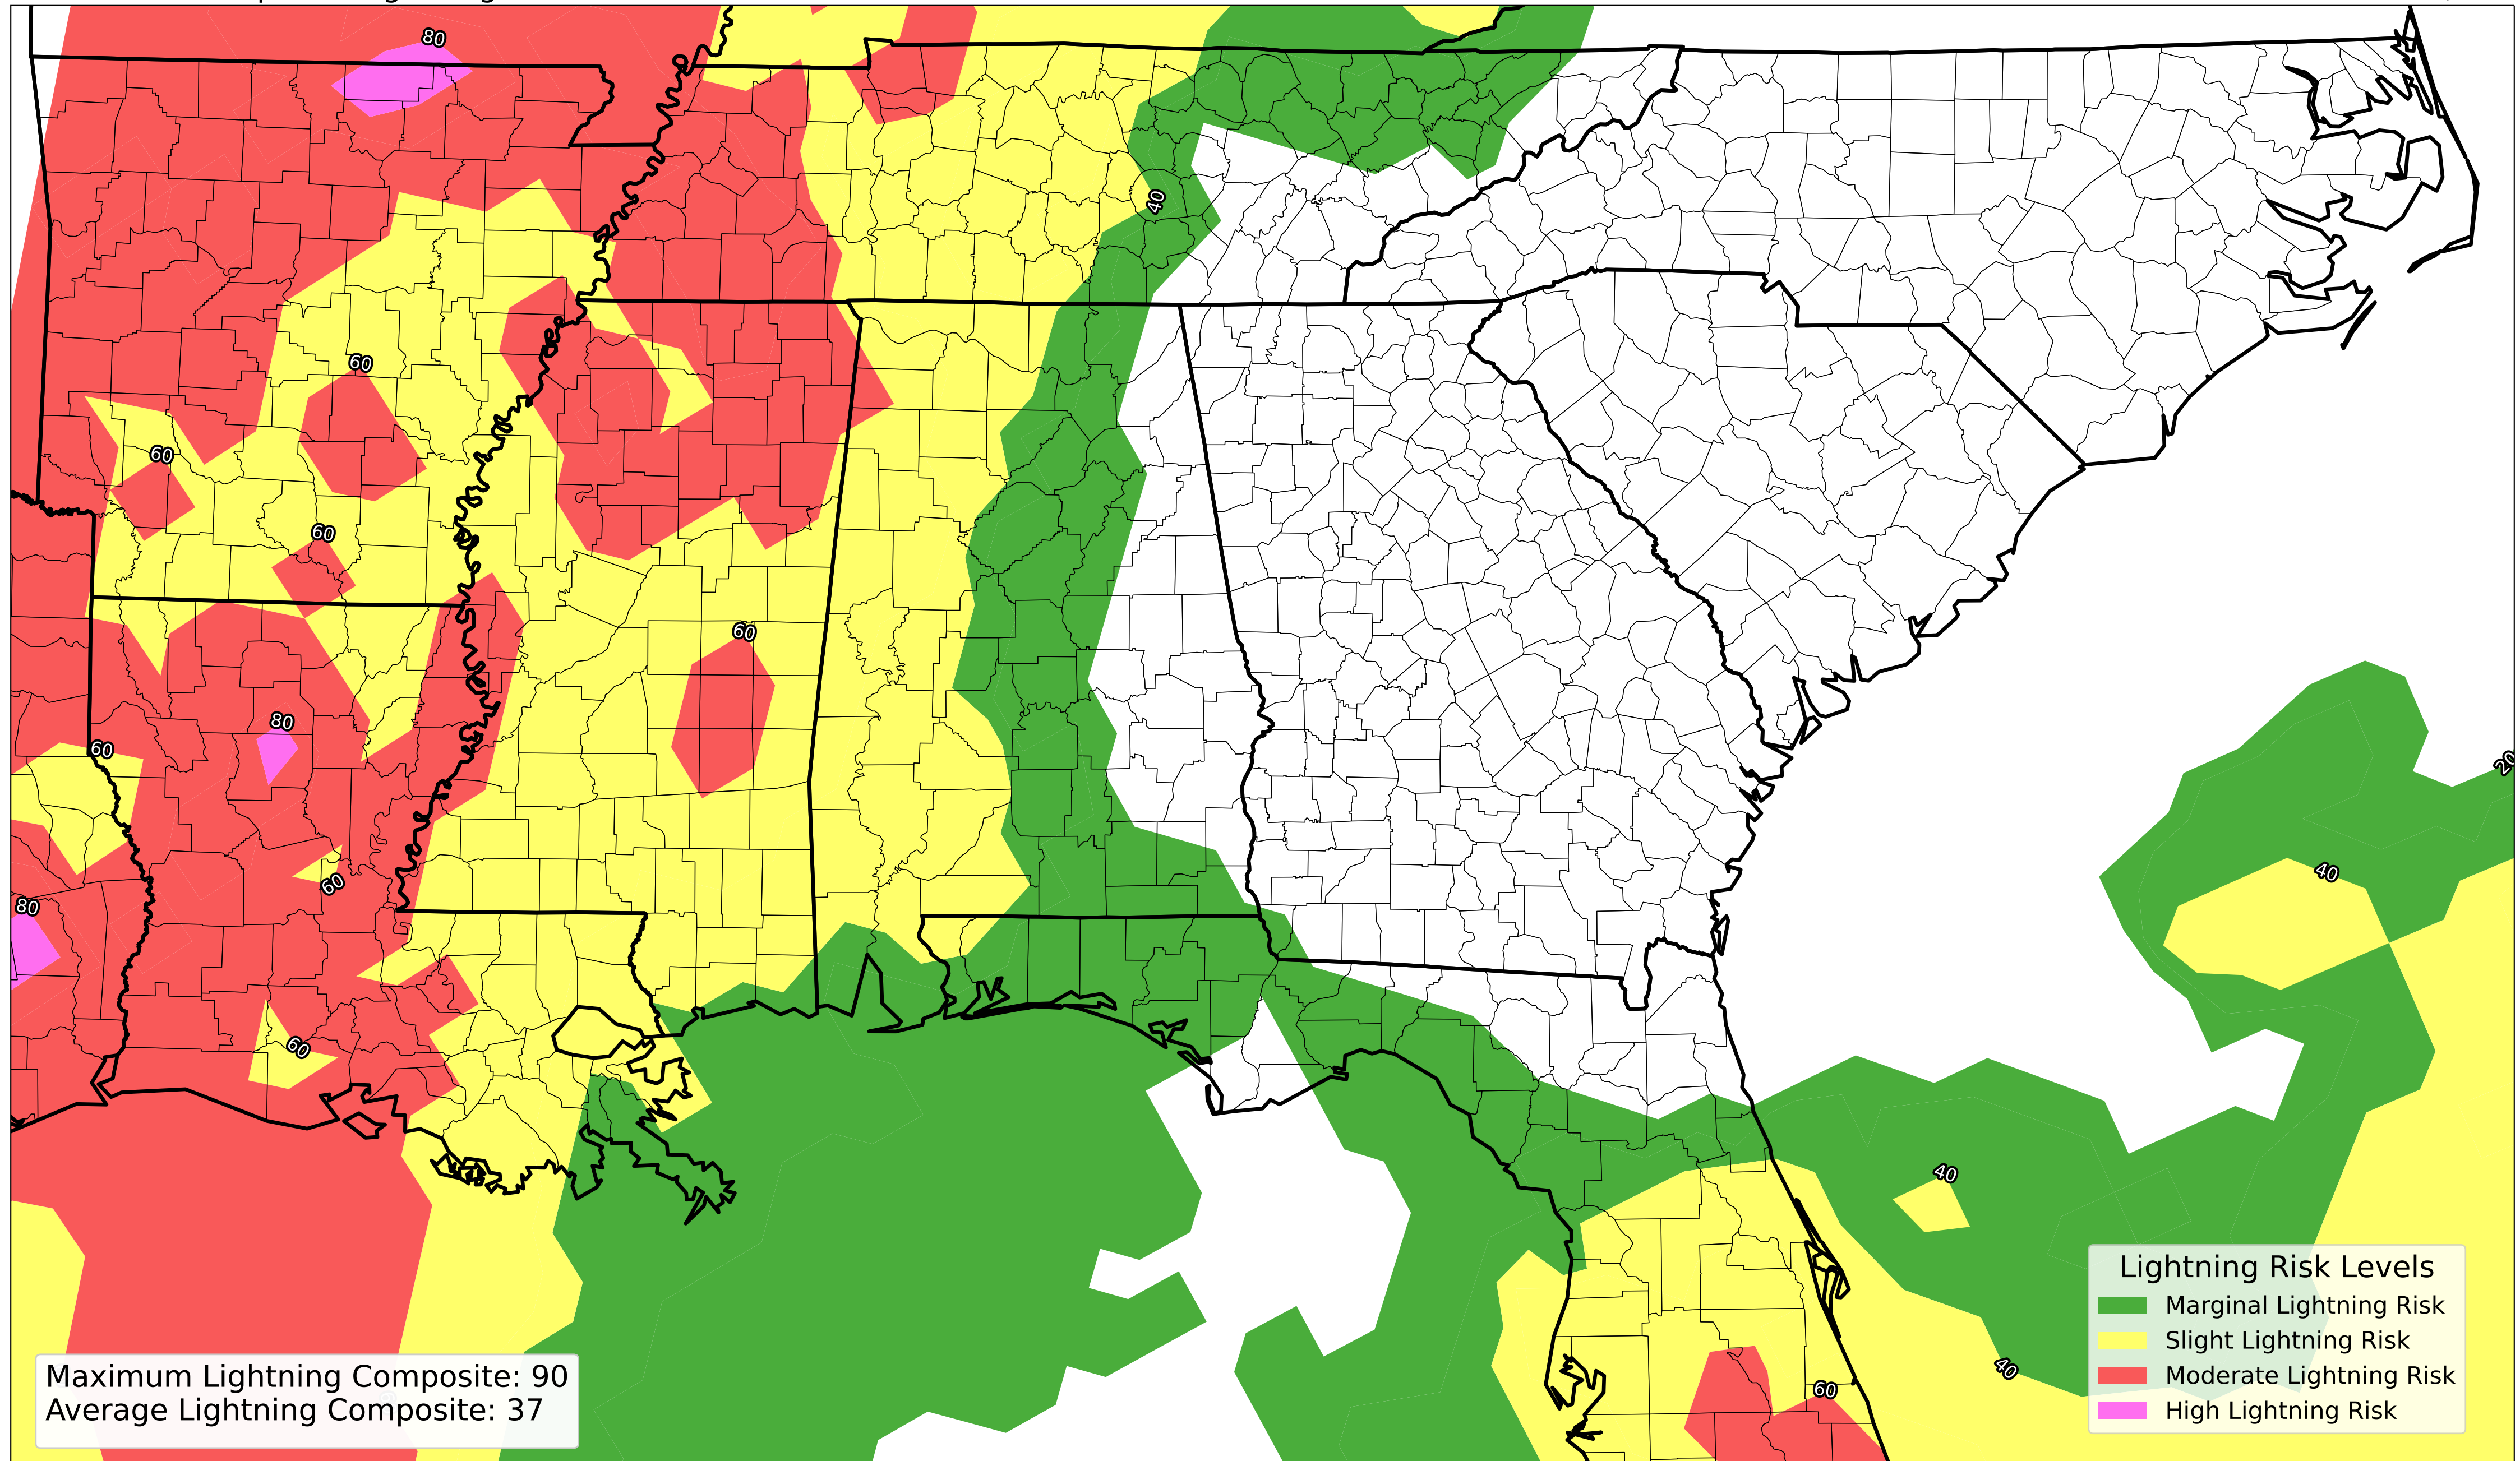 80
40
60
60
60
60
80
60
80
60
60
20
40
40
40
60
Lightning Risk Levels
Marginal Lightning Risk
Slight Lightning Risk
Moderate Lightning Risk
High Lightning Risk
Maximum Lightning Composite: 90
Average Lightning Composite: 37